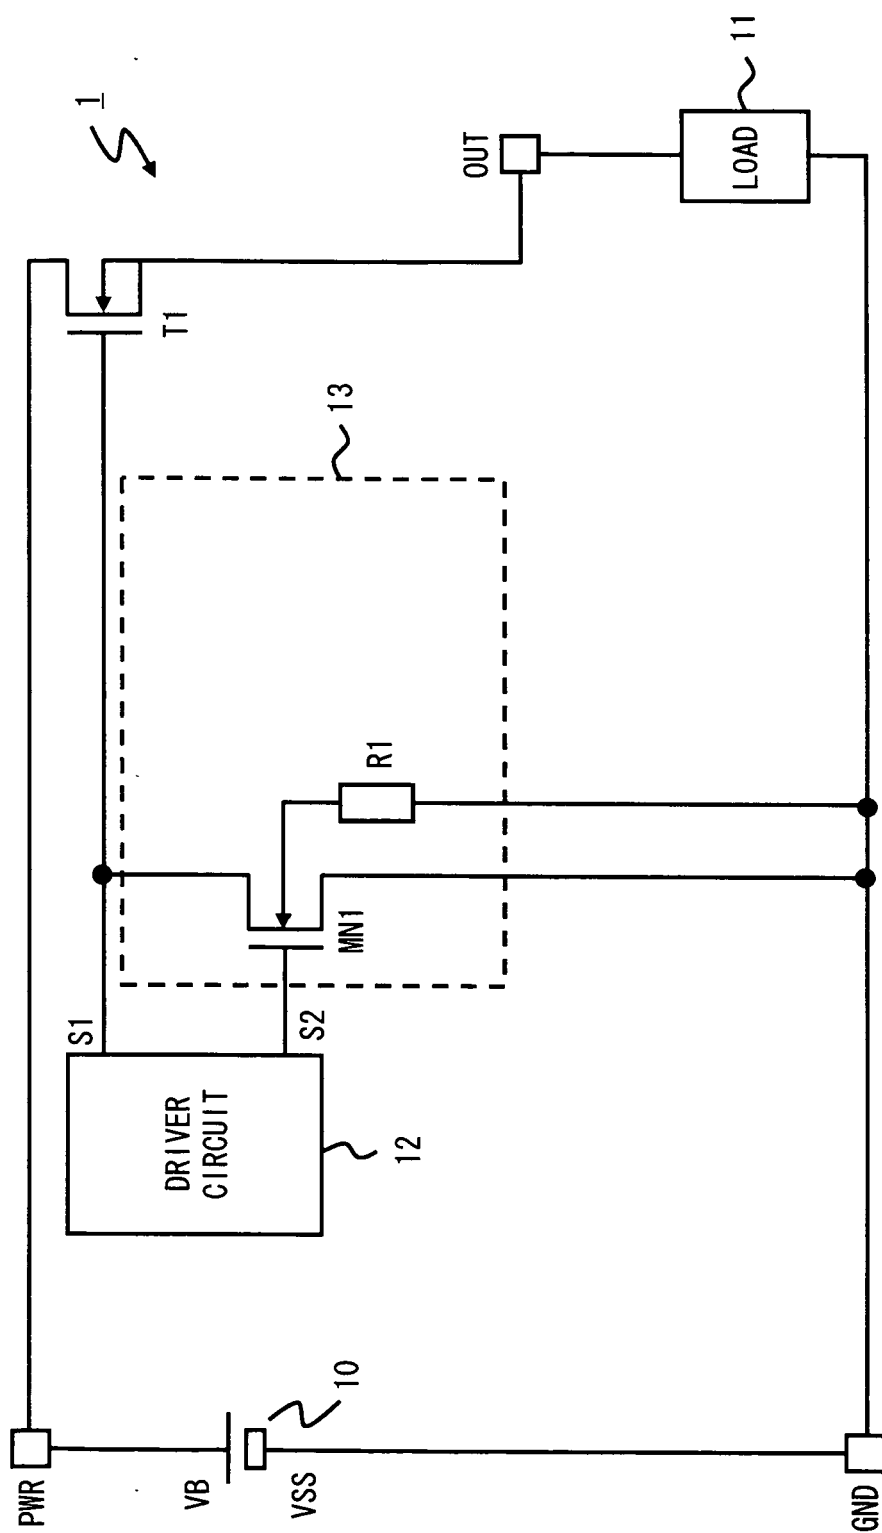 1
PWR
VB
10
VSS
GND
DRIVER
CIRCUIT
12
S1
S2
MN1
R1
13
T1
OUT
LOAD
11